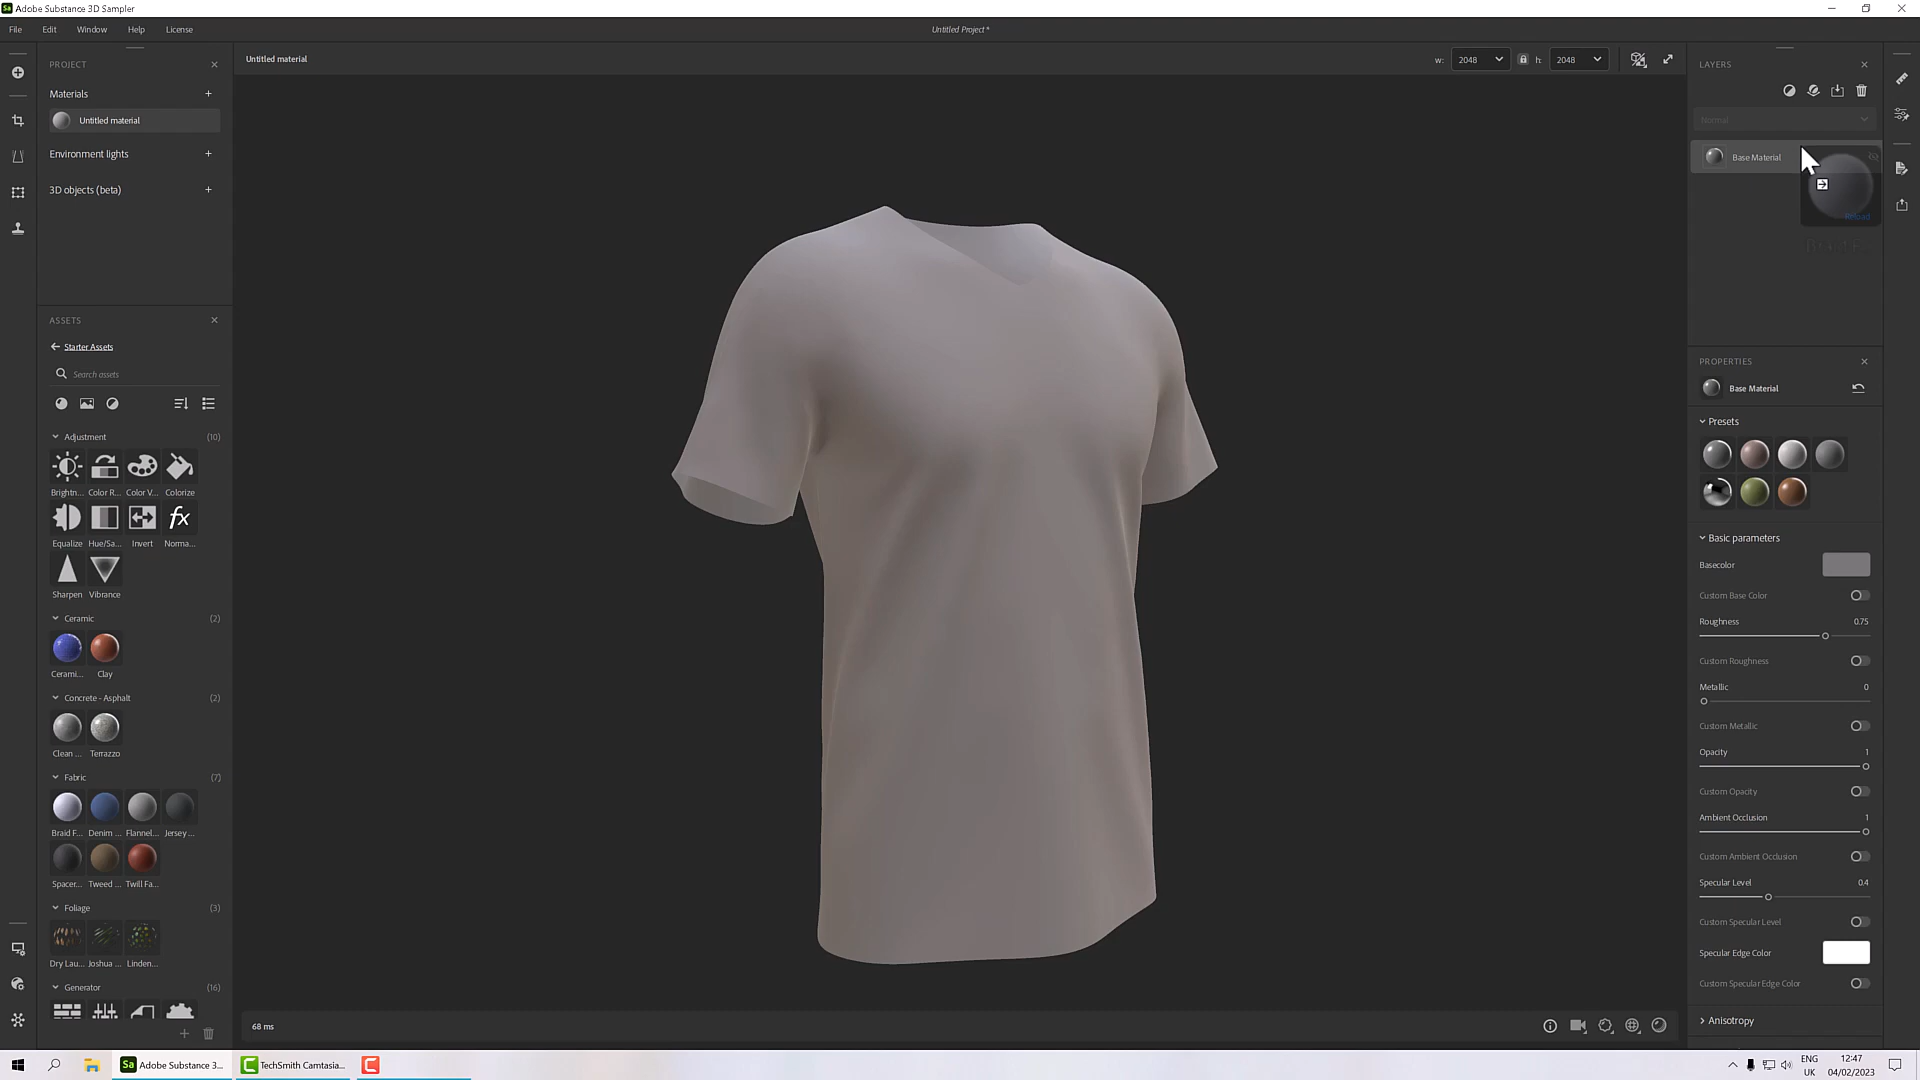 Adobe Substance 3D Sampler
File Edit Window Help License
Untitled Project *
PROJECT
Materials
Untitled material
Environment lights
3D objects (beta)
ASSETS
Starter Assets
Search assets
Adjustment (10)
Brightn... Color R... Color V... Colorize
Equalize Hue/Sa... Invert Norma...
Sharpen Vibrance
Ceramic (2)
Cerami... Clay
Concrete - Asphalt (2)
Clean ... Terrazzo
Fabric (7)
Braid F... Denim ... Flannel... Jersey ...
Spacer... Tweed ... Twill Fa...
Foliage (3)
Dry Lau... Joshua ... Linden...
Generator (16)
Untitled material
w: 2048 h: 2048
68 ms
LAYERS
Normal
Base Material
Reload
PROPERTIES
Base Material
Presets
Basic parameters
Basecolor
Custom Base Color
Roughness 0.75
Custom Roughness
Metallic 0
Custom Metallic
Opacity 1
Custom Opacity
Ambient Occlusion 1
Custom Ambient Occlusion
Specular Level 0.4
Custom Specular Level
Specular Edge Color
Custom Specular Edge Color
Anisotropy
Adobe Substance 3... TechSmith Camtasia...
ENG
UK
12:47
04/02/2023